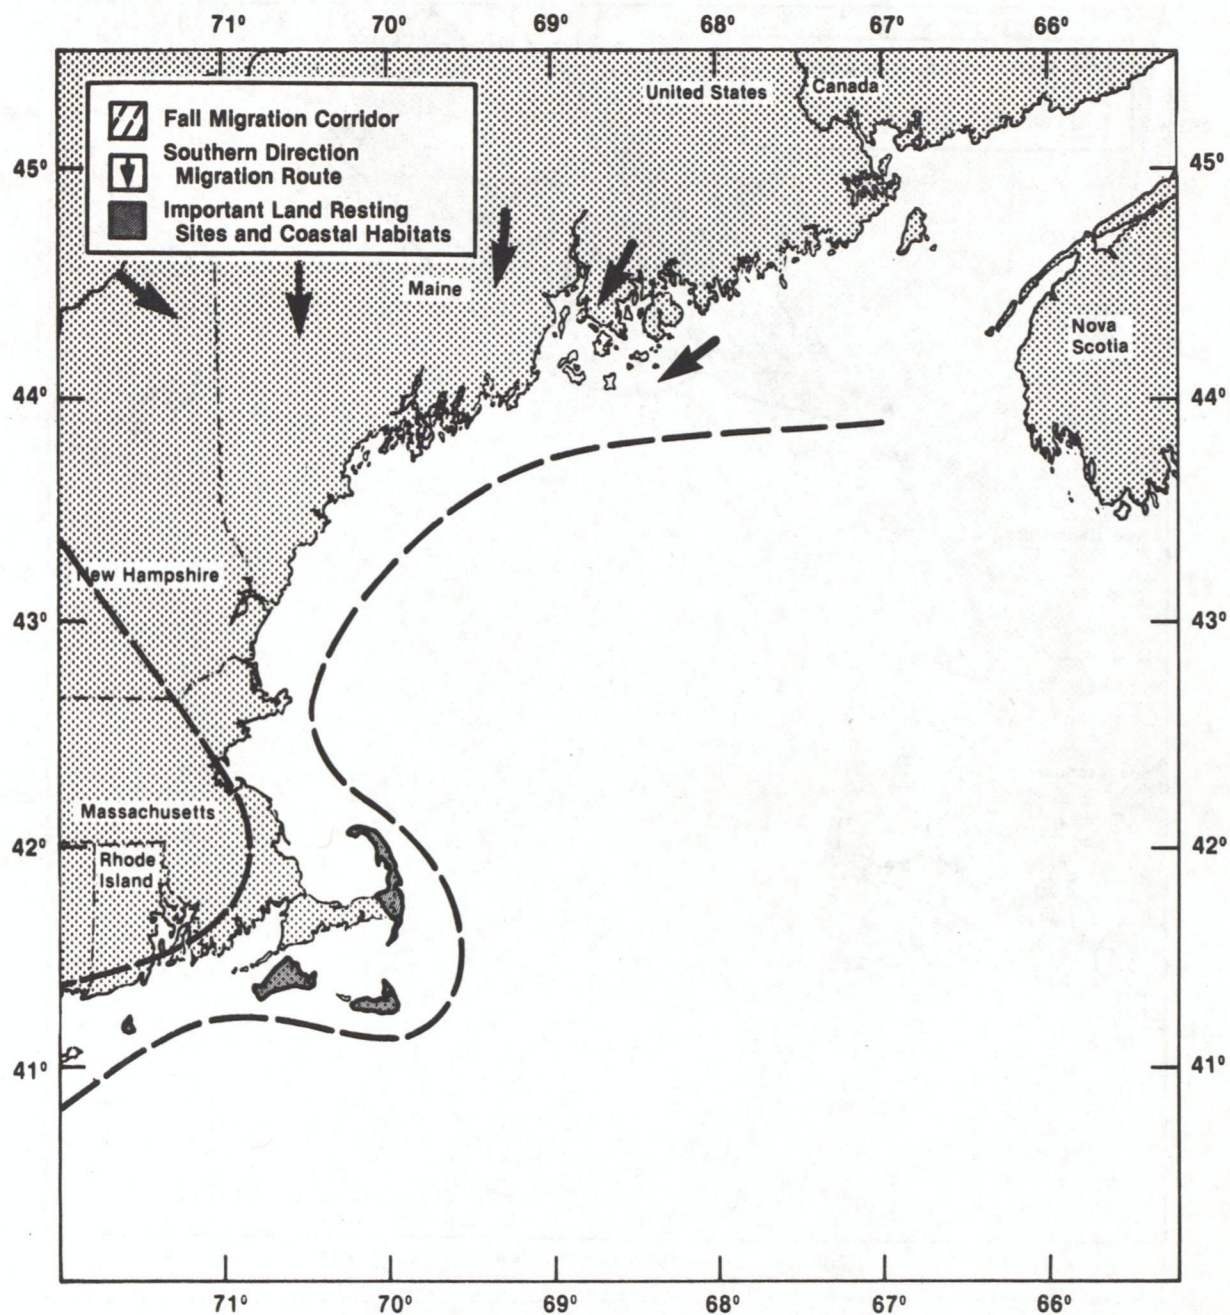 71° 70° 69° 68° 67° 66°
United States
Canada
Fall Migration Corridor
Southern Direction
Migration Route
Important Land Resting
Sites and Coastal Habitats
45° 45°
Maine
Nova
Scotia
44° 44°
New Hampshire
43° 43°
Massachusetts
42° 42°
Rhode
Island
41° 41°
71° 70° 69° 68° 67° 66°